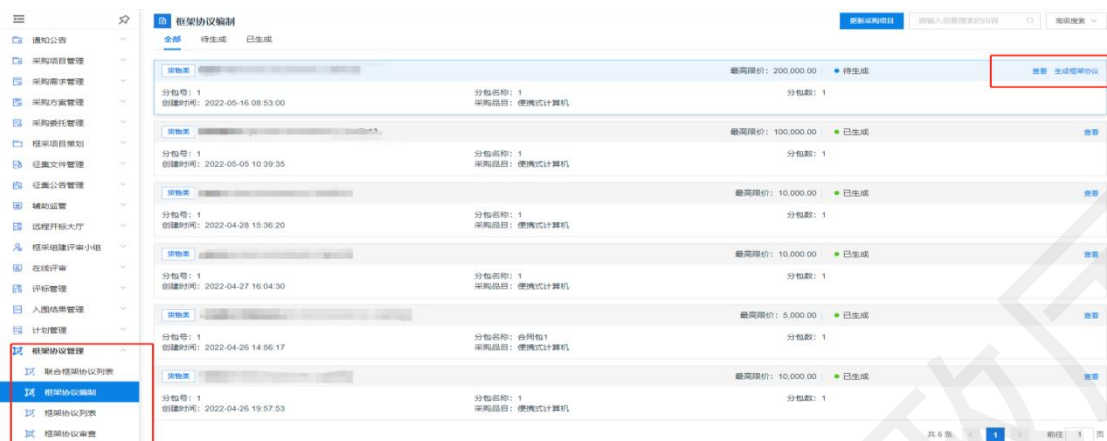 框架协议编制
更新采购项目 请输入您要搜索的内容 高级搜索
全部 待生成 已生成
通知公告
采购项目管理
采购需求管理
采购方案管理
采购委托管理
框采项目策划
征集文件管理
征集公告管理
辅助监管
远程开标大厅
框采组建评审小组
在线评审
评标管理
入围结果管理
计划管理
框架协议管理
联合框架协议列表
框架协议编制
框架协议列表
框架协议审查
货物类 最高限价：200,000.00 待生成 查看 生成框架协议
分包号：1 分包名称：1 分包数：1
创建时间：2022-05-16 08:53:00 采购品目：便携式计算机
货物类 最高限价：100,000.00 已生成 查看
分包号：1 分包名称：1 分包数：1
创建时间：2022-05-05 10:39:35 采购品目：便携式计算机
货物类 最高限价：10,000.00 已生成 查看
分包号：1 分包名称：1 分包数：1
创建时间：2022-04-28 15:36:20 采购品目：便携式计算机
货物类 最高限价：10,000.00 已生成 查看
分包号：1 分包名称：1 分包数：1
创建时间：2022-04-27 16:04:30 采购品目：便携式计算机
货物类 最高限价：5,000.00 已生成 查看
分包号：1 分包名称：合同包1 分包数：1
创建时间：2022-04-26 14:56:17 采购品目：便携式计算机
货物类 最高限价：10,000.00 已生成 查看
分包号：1 分包名称：1 分包数：1
创建时间：2022-04-26 19:57:53 采购品目：便携式计算机
共 6 条 1 前往 1 页